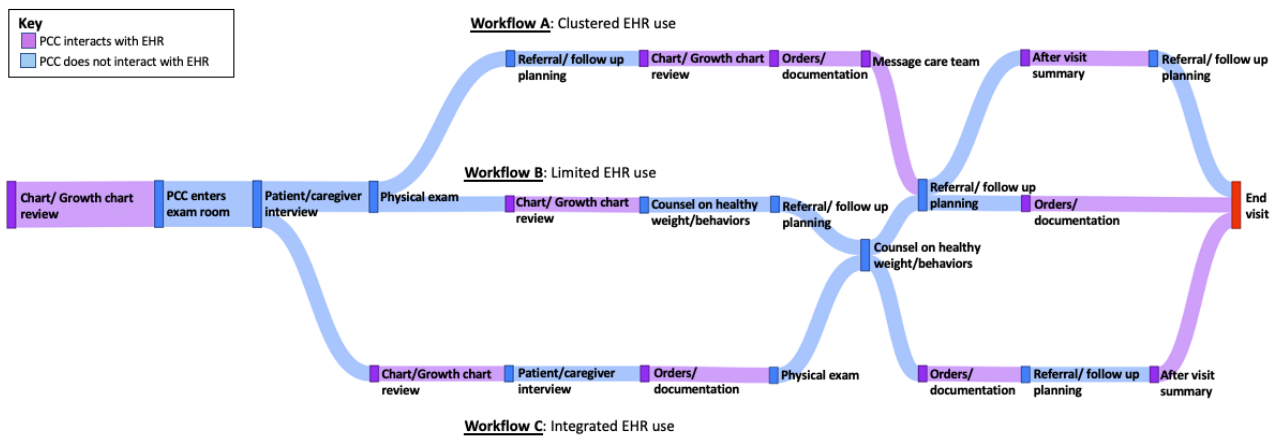 Key
PCC interacts with EHR
PCC does not interact with EHR
Workflow A: Clustered EHR use
Referral/ follow up
planning
Chart/ Growth chart
review
Orders/
documentation
Message care team
After visit
summary
Referral/ follow up
planning
Workflow B: Limited EHR use
Chart/ Growth chart
review
PCC enters
exam room
Patient/caregiver
interview
Physical exam
Chart/ Growth chart
review
Counsel on healthy
weight/behaviors
Referral/ follow up
planning
Counsel on healthy
weight/behaviors
Referral/ follow up
planning
Orders/
documentation
End
visit
Chart/Growth chart
review
Patient/caregiver
interview
Orders/
documentation
Physical exam
Orders/
documentation
Referral/ follow up
planning
After visit
summary
Workflow C: Integrated EHR use